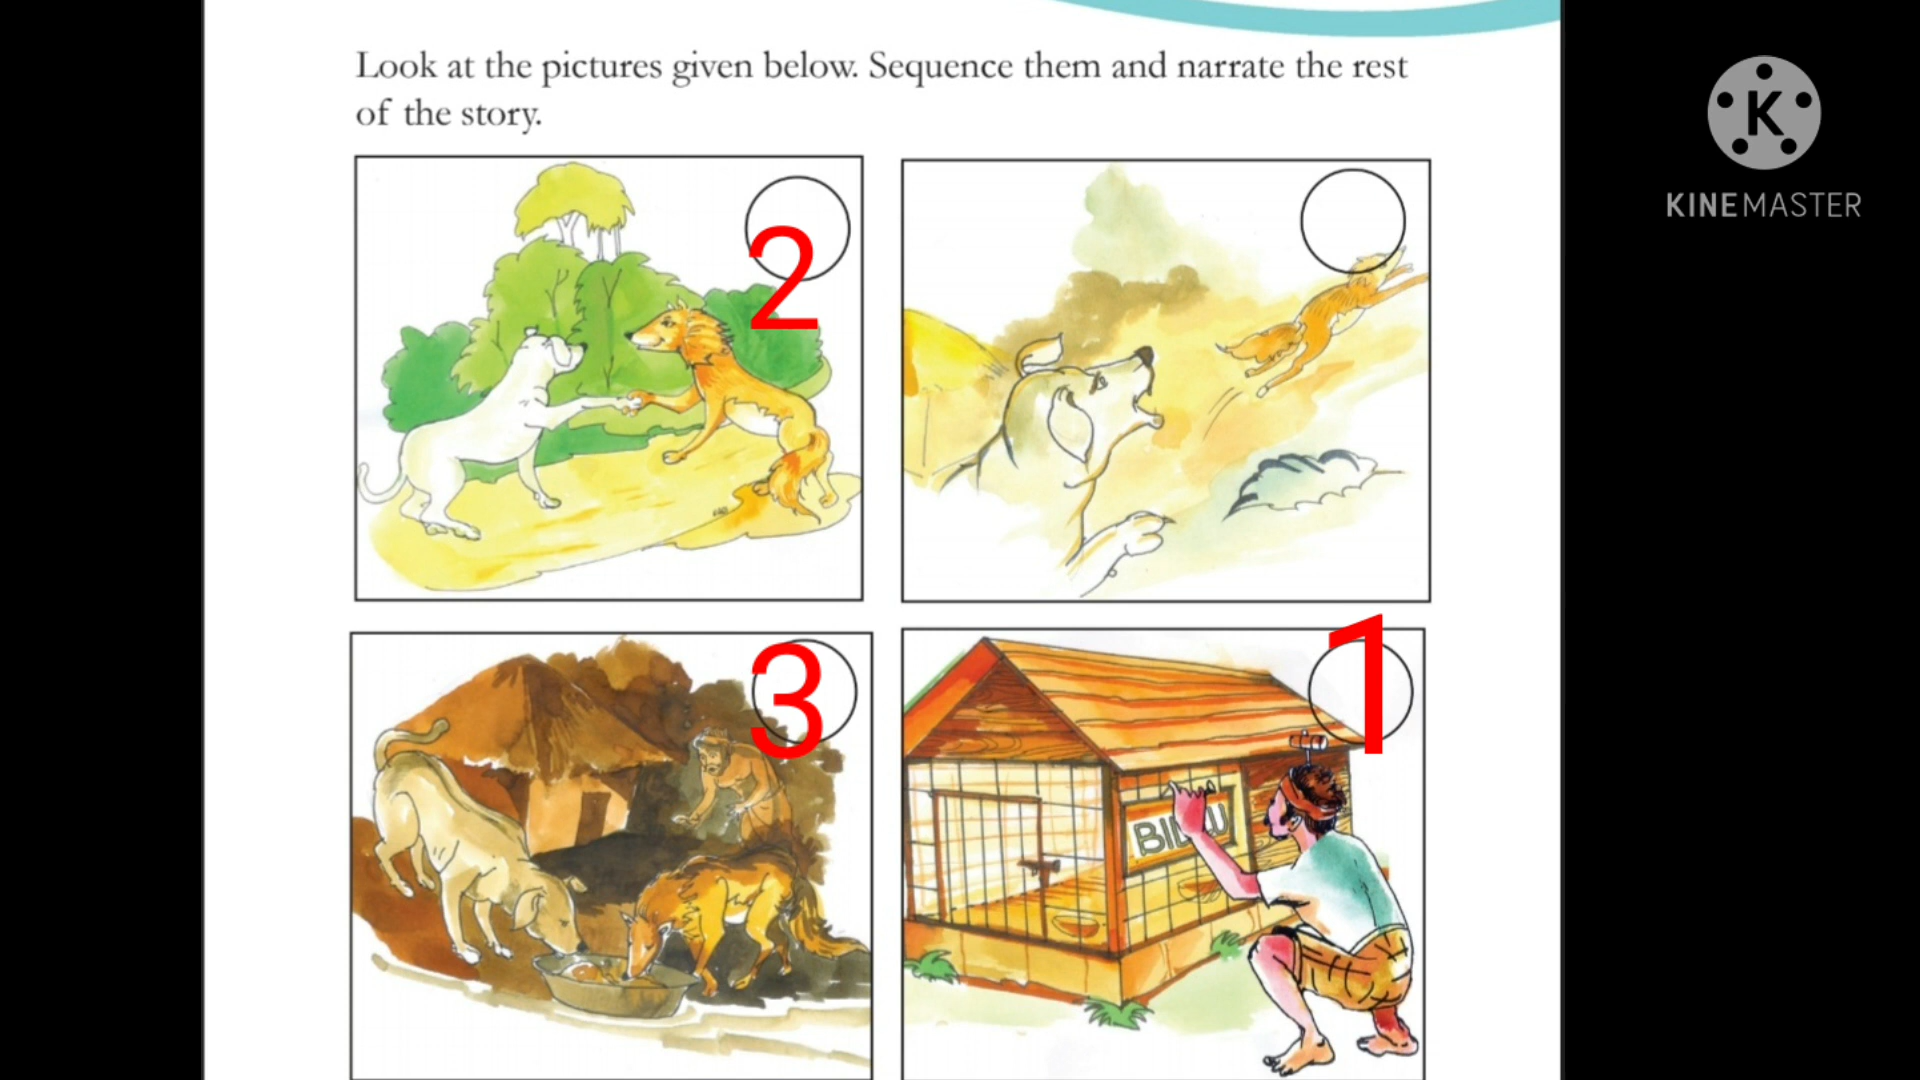 Look at the pictures given below. Sequence them and narrate the rest
of the story.
K
KINEMASTER
2
3
1